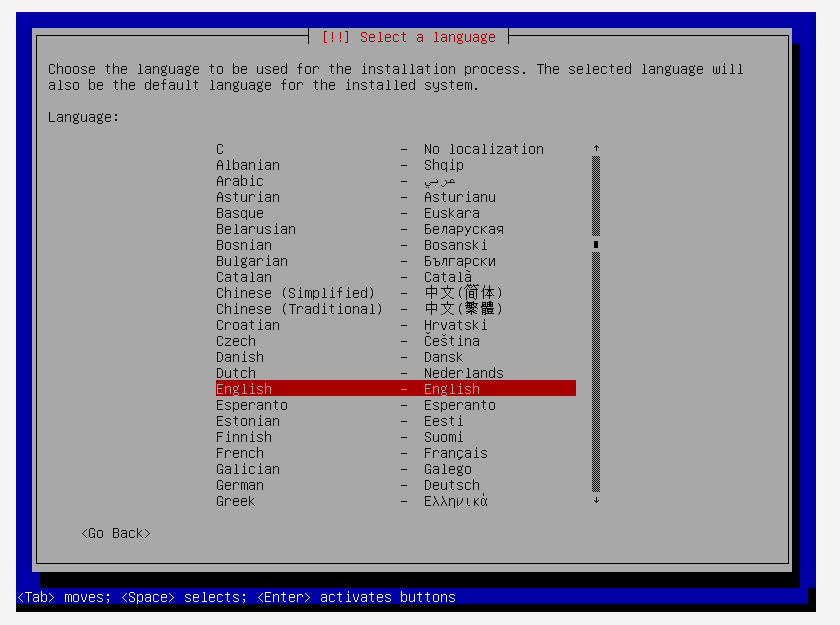 [!!] Select a language
Choose the language to be used for the installation process. The selected language will
also be the default language for the installed system.
Language:
C - No localization
Albanian - Shqip
Arabic - عربي
Asturian - Asturianu
Basque - Euskara
Belarusian - Беларуская
Bosnian - Bosanski
Bulgarian - Български
Catalan - Català
Chinese (Simplified) - 中文(简体)
Chinese (Traditional) - 中文(繁體)
Croatian - Hrvatski
Czech - Čeština
Danish - Dansk
Dutch - Nederlands
English - English
Esperanto - Esperanto
Estonian - Eesti
Finnish - Suomi
French - Français
Galician - Galego
German - Deutsch
Greek - Ελληνικά
<Go Back>
<Tab> moves; <Space> selects; <Enter> activates buttons